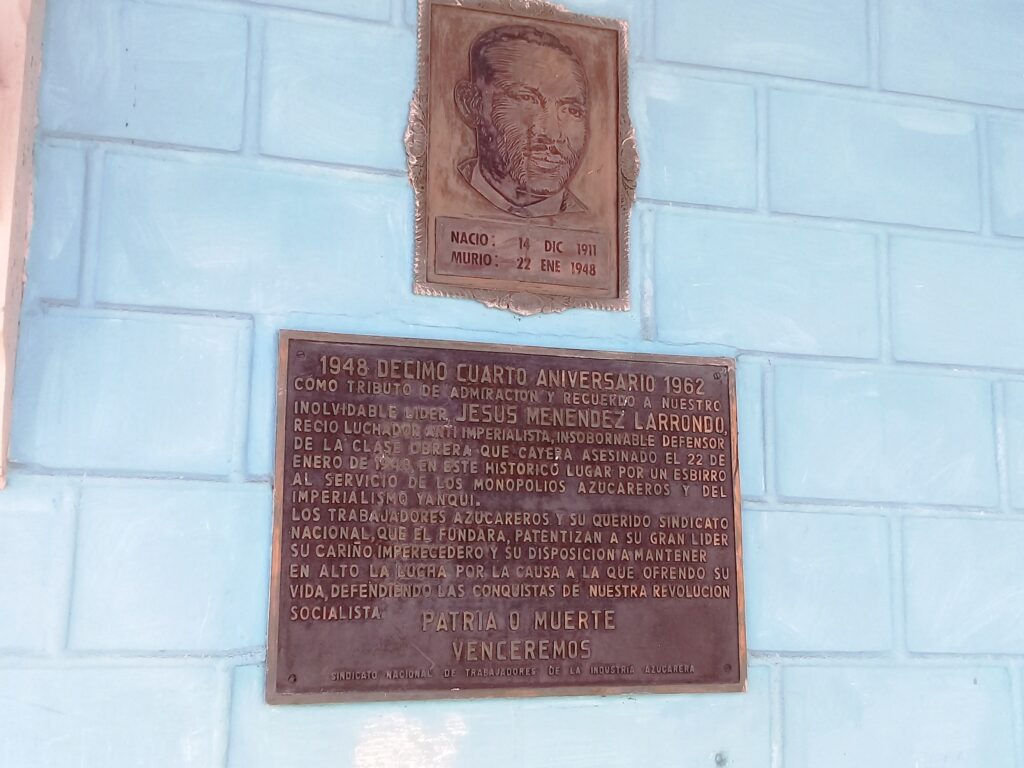 NACIO: 14 DIC 1911
MURIO: 22 ENE 1948
1948 DECIMO CUARTO ANIVERSARIO 1962
COMO TRIBUTO DE ADMIRACION Y RECUERDO A NUESTRO
INOLVIDABLE LIDER, JESUS MENENDEZ LARRONDO,
RECIO LUCHADOR ANTI IMPERIALISTA, INSOBORNABLE DEFENSOR
DE LA CLASE OBRERA QUE CAYERA ASESINADO EL 22 DE
ENERO DE 1948, EN ESTE HISTORICO LUGAR POR UN ESBIRRO
AL SERVICIO DE LOS MONOPOLIOS AZUCAREROS Y DEL
IMPERIALISMO YANQUI.
LOS TRABAJADORES AZUCAREROS Y SU QUERIDO SINDICATO
NACIONAL, QUE EL FUNDARA, PATENTIZAN A SU GRAN LIDER
SU CARIÑO IMPERECEDERO Y SU DISPOSICION A MANTENER
EN ALTO LA LUCHA POR LA CAUSA A LA QUE OFRENDO SU
VIDA, DEFENDIENDO LAS CONQUISTAS DE NUESTRA REVOLUCION
SOCIALISTA.
PATRIA O MUERTE
VENCEREMOS
SINDICATO NACIONAL DE TRABAJADORES DE LA INDUSTRIA AZUCARERA